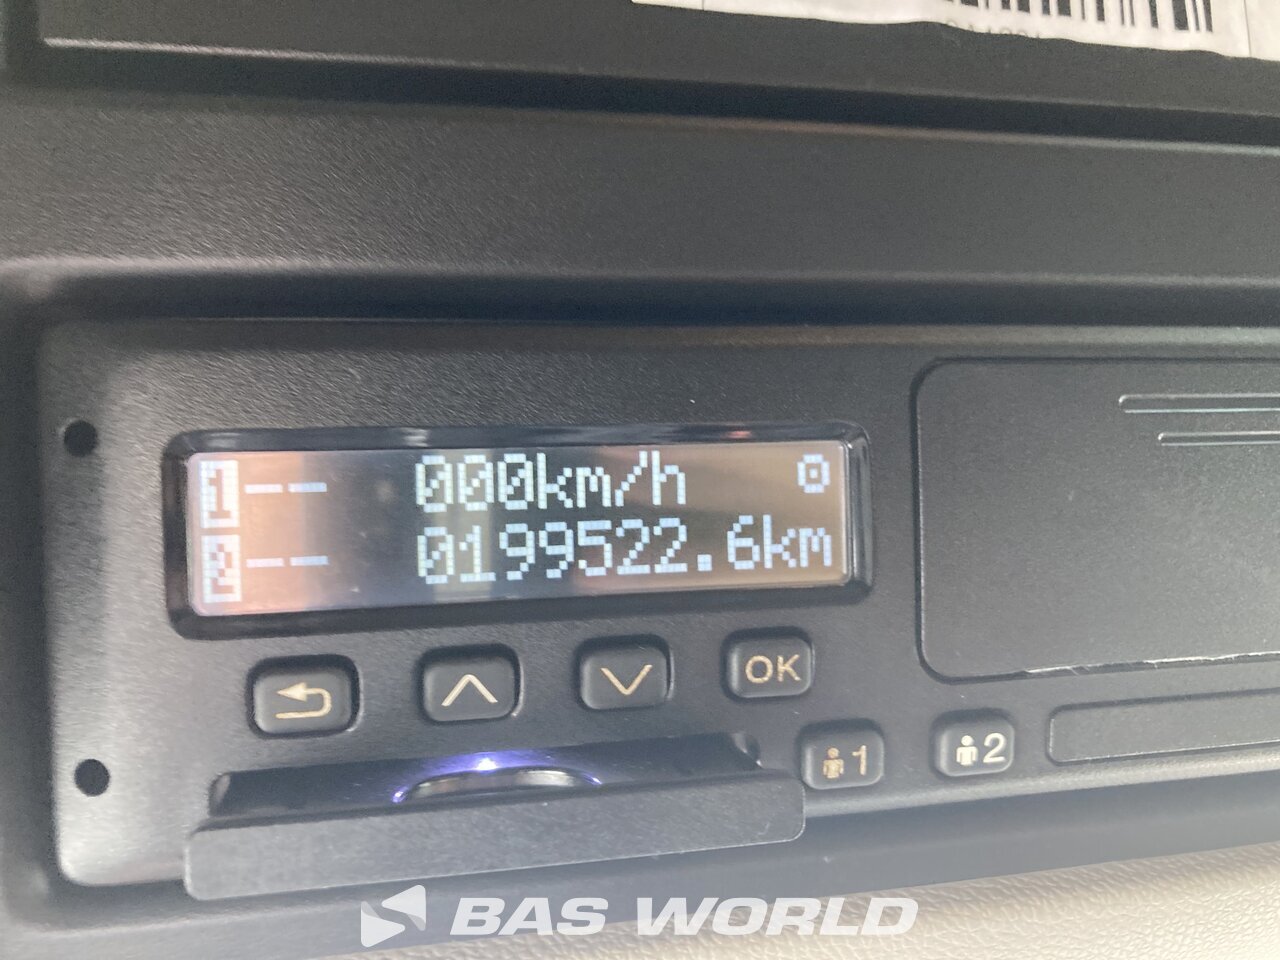 1 -- 000km/h
2 -- 0199522.6km
OK
1
2
BAS WORLD